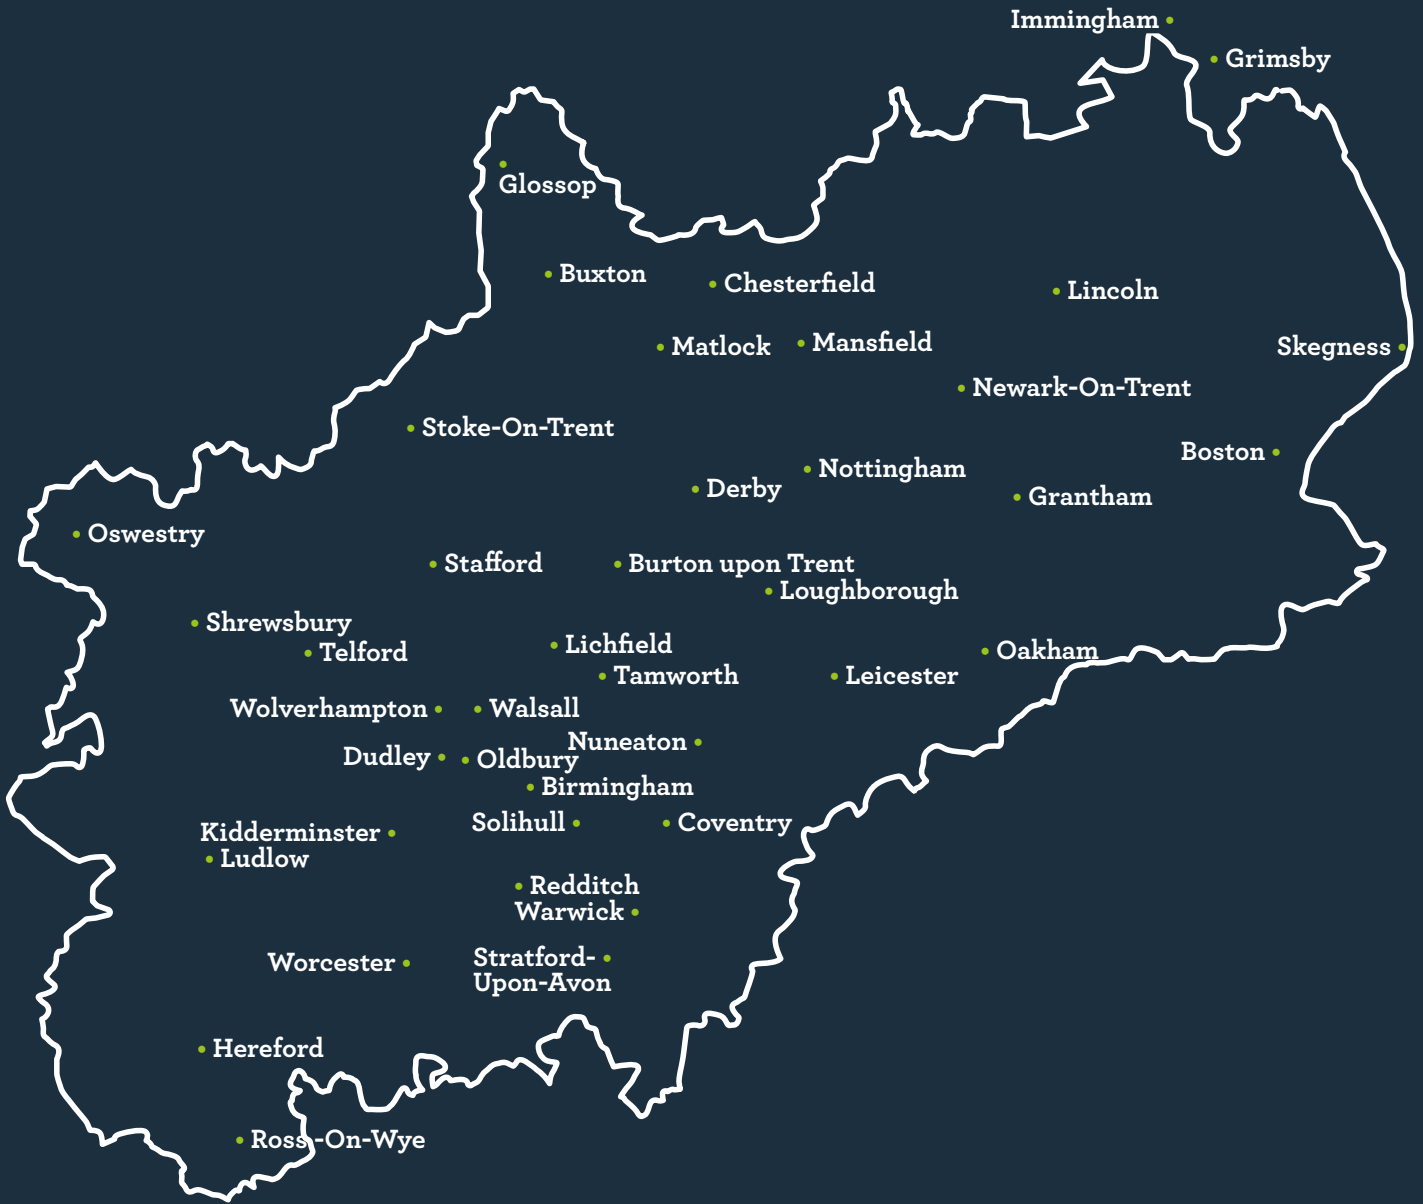 Immingham
Grimsby
Glossop
Buxton
Chesterfield
Lincoln
Matlock
Mansfield
Skegness
Newark-On-Trent
Stoke-On-Trent
Boston
Nottingham
Derby
Grantham
Oswestry
Stafford
Burton upon Trent
Loughborough
Shrewsbury
Telford
Lichfield
Oakham
Tamworth
Leicester
Wolverhampton
Walsall
Nuneaton
Dudley
Oldbury
Birmingham
Solihull
Coventry
Kidderminster
Ludlow
Redditch
Warwick
Worcester
Stratford-
Upon-Avon
Hereford
Ross-On-Wye